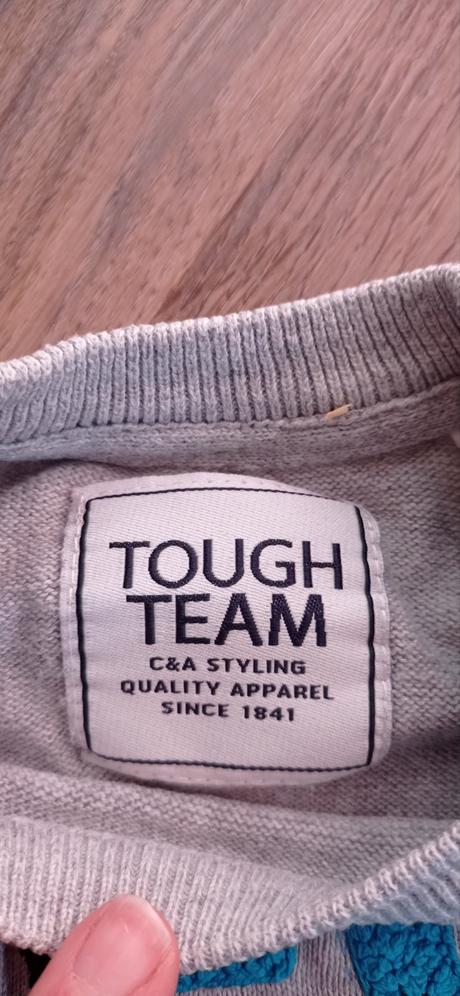 TOUGH
TEAM
C&A STYLING
QUALITY APPAREL
SINCE 1841